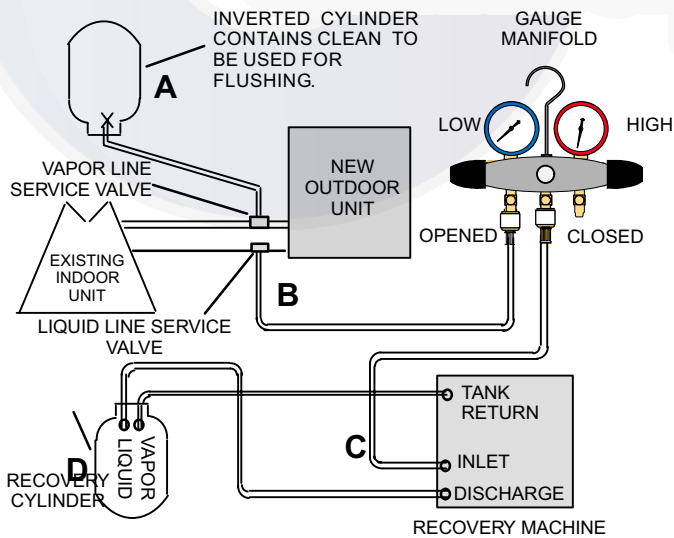 INVERTED CYLINDER
CONTAINS CLEAN TO
BE USED FOR
FLUSHING.
A
GAUGE
MANIFOLD
LOW
HIGH
VAPOR LINE
SERVICE VALVE
NEW
OUTDOOR
UNIT
EXISTING
INDOOR
UNIT
OPENED
CLOSED
B
LIQUID LINE SERVICE
VALVE
TANK
RETURN
C
INLET
DISCHARGE
D
RECOVERY
CYLINDER
LIQUID
VAPOR
RECOVERY MACHINE